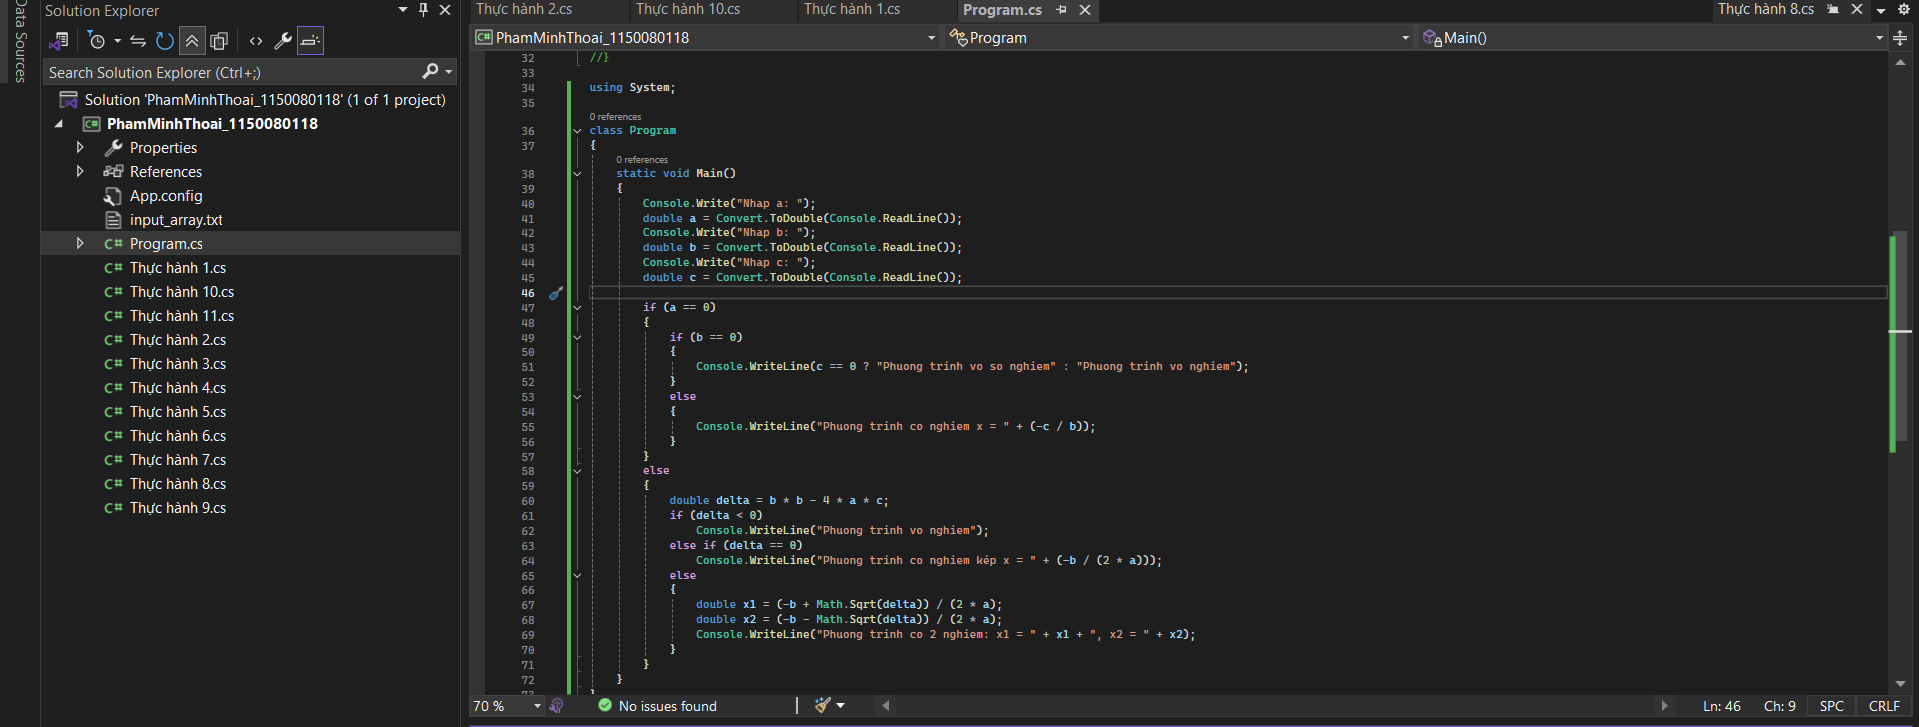 Data Sources
Solution Explorer
Search Solution Explorer (Ctrl+;)
Solution 'PhamMinhThoai_1150080118' (1 of 1 project)
PhamMinhThoai_1150080118
Properties
References
App.config
input_array.txt
C# Program.cs
C# Thực hành 1.cs
C# Thực hành 10.cs
C# Thực hành 11.cs
C# Thực hành 2.cs
C# Thực hành 3.cs
C# Thực hành 4.cs
C# Thực hành 5.cs
C# Thực hành 6.cs
C# Thực hành 7.cs
C# Thực hành 8.cs
C# Thực hành 9.cs
Thực hành 2.cs Thực hành 10.cs Thực hành 1.cs Program.cs Thực hành 8.cs
C# PhamMinhThoai_1150080118 Program Main()
32 //}
33
34 using System;
35
0 references
36 class Program
37 {
0 references
38 static void Main()
39 {
40 Console.Write("Nhap a: ");
41 double a = Convert.ToDouble(Console.ReadLine());
42 Console.Write("Nhap b: ");
43 double b = Convert.ToDouble(Console.ReadLine());
44 Console.Write("Nhap c: ");
45 double c = Convert.ToDouble(Console.ReadLine());
46
47 if (a == 0)
48 {
49 if (b == 0)
50 {
51 Console.WriteLine(c == 0 ? "Phuong trinh vo so nghiem" : "Phuong trinh vo nghiem");
52 }
53 else
54 {
55 Console.WriteLine("Phuong trinh co nghiem x = " + (-c / b));
56 }
57 }
58 else
59 {
60 double delta = b * b - 4 * a * c;
61 if (delta < 0)
62 Console.WriteLine("Phuong trinh vo nghiem");
63 else if (delta == 0)
64 Console.WriteLine("Phuong trinh co nghiem kép x = " + (-b / (2 * a)));
65 else
66 {
67 double x1 = (-b + Math.Sqrt(delta)) / (2 * a);
68 double x2 = (-b - Math.Sqrt(delta)) / (2 * a);
69 Console.WriteLine("Phuong trinh co 2 nghiem: x1 = " + x1 + ", x2 = " + x2);
70 }
71 }
72 }
73 }
70 % No issues found Ln: 46 Ch: 9 SPC CRLF